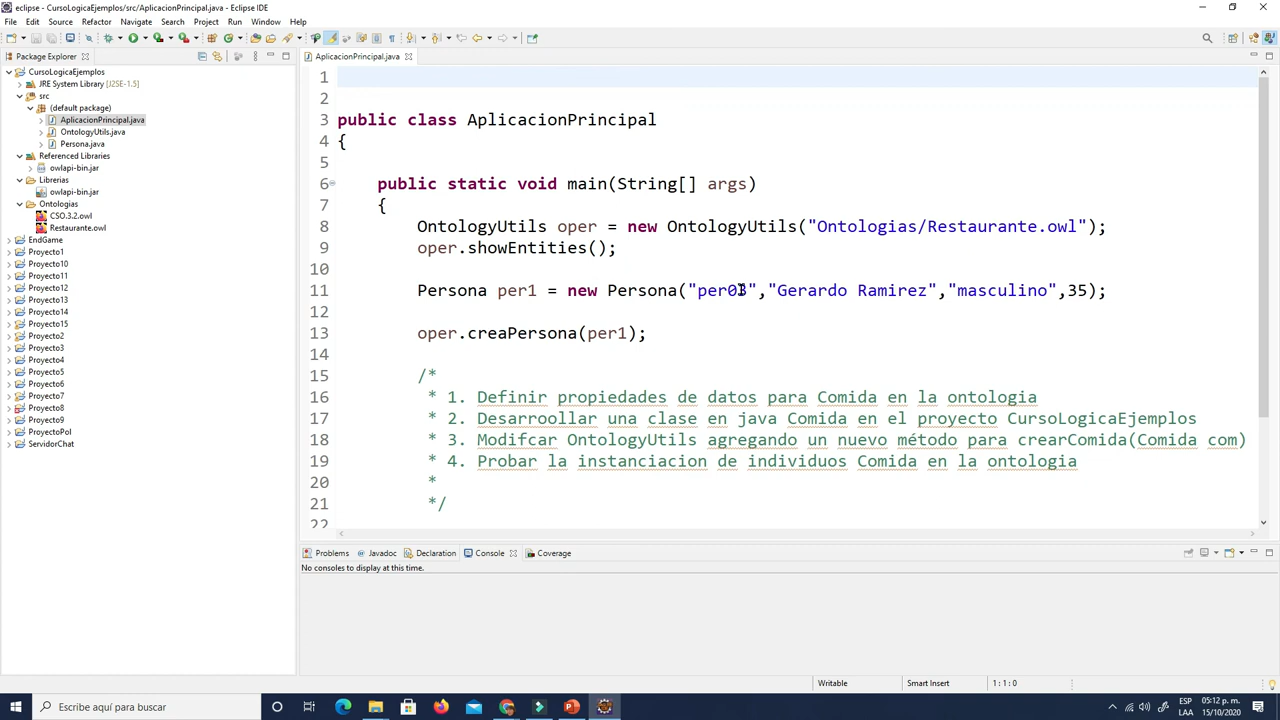 eclipse - CursoLogicaEjemplos/src/AplicacionPrincipal.java - Eclipse IDE
File Edit Source Refactor Navigate Search Project Run Window Help
Package Explorer
AplicacionPrincipal.java
CursoLogicaEjemplos
JRE System Library [J2SE-1.5]
src
(default package)
AplicacionPrincipal.java
OntologyUtils.java
Persona.java
Referenced Libraries
owlapi-bin.jar
Librerias
owlapi-bin.jar
Ontologias
CSO.3.2.owl
Restaurante.owl
EndGame
Proyecto1
Proyecto10
Proyecto11
Proyecto12
Proyecto13
Proyecto14
Proyecto15
Proyecto2
Proyecto3
Proyecto4
Proyecto5
Proyecto6
Proyecto7
Proyecto8
Proyecto9
ProyectoPol
ServidorChat
1
2
3 public class AplicacionPrincipal
4 {
5
6 public static void main(String[] args)
7 {
8 OntologyUtils oper = new OntologyUtils("Ontologias/Restaurante.owl");
9 oper.showEntities();
10
11 Persona per1 = new Persona("per03","Gerardo Ramirez","masculino",35);
12
13 oper.creaPersona(per1);
14
15 /*
16 * 1. Definir propiedades de datos para Comida en la ontologia
17 * 2. Desarroollar una clase en java Comida en el proyecto CursoLogicaEjemplos
18 * 3. Modifcar OntologyUtils agregando un nuevo método para crearComida(Comida com)
19 * 4. Probar la instanciacion de individuos Comida en la ontologia
20 *
21 */
22
Problems Javadoc Declaration Console Coverage
No consoles to display at this time.
Writable Smart Insert 1 : 1 : 0
Escribe aquí para buscar
ESP 05:12 p. m.
LAA 15/10/2020